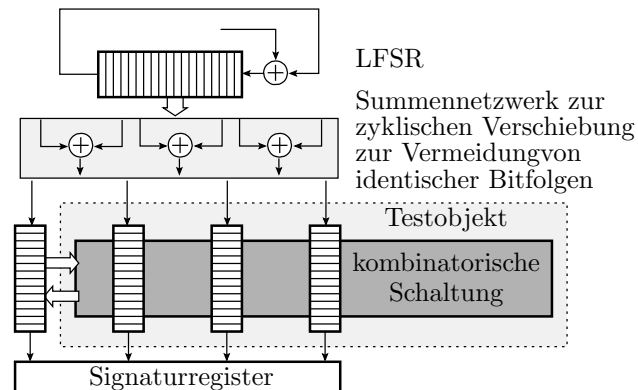 LFSR
Summennetzwerk zur
zyklischen Verschiebung
zur Vermeidungvon
identischer Bitfolgen
Testobjekt
kombinatorische
Schaltung
Signaturregister